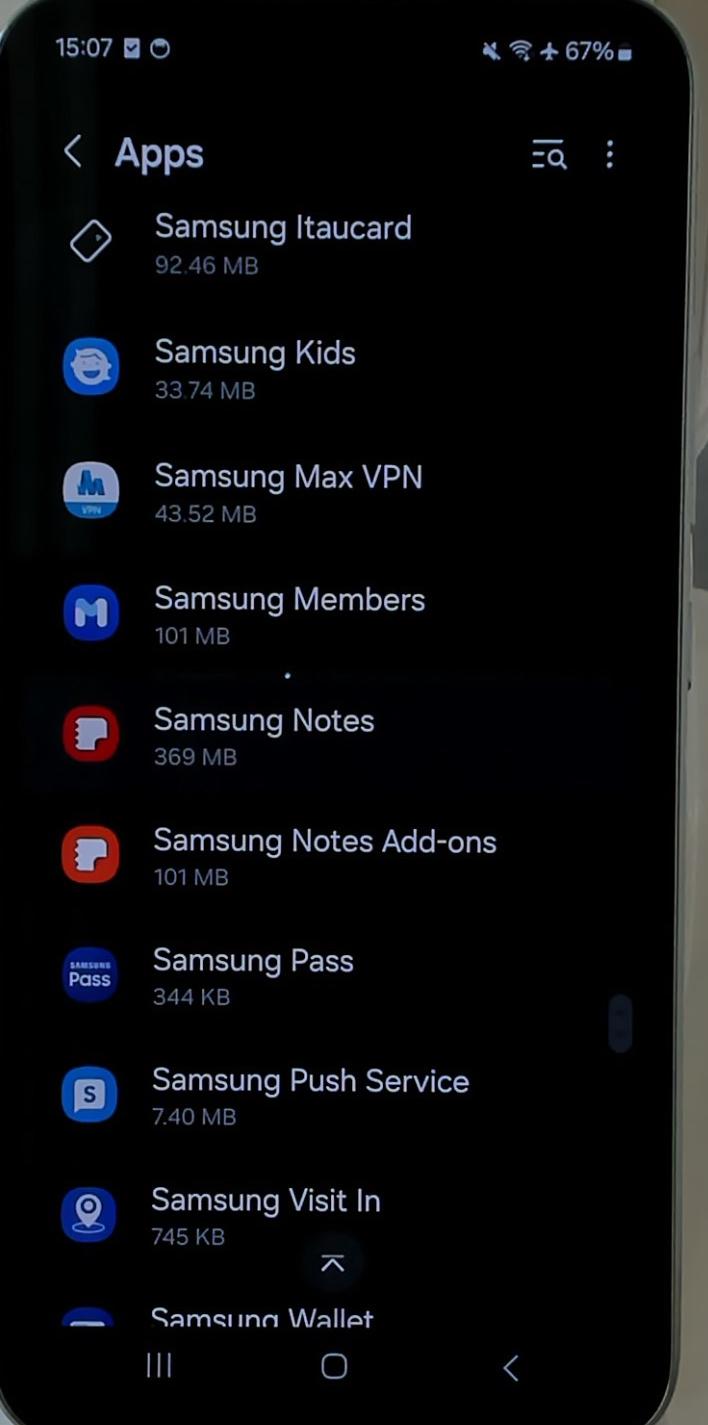 15:07
67%
Apps
Samsung Itaucard
92.46 MB
Samsung Kids
33.74 MB
Samsung Max VPN
VPN
43.52 MB
Samsung Members
101 MB
Samsung Notes
369 MB
Samsung Notes Add-ons
101 MB
SAMSUNG
Pass
Samsung Pass
344 KB
S
Samsung Push Service
7.40 MB
Samsung Visit In
745 KB
Samsung Wallet